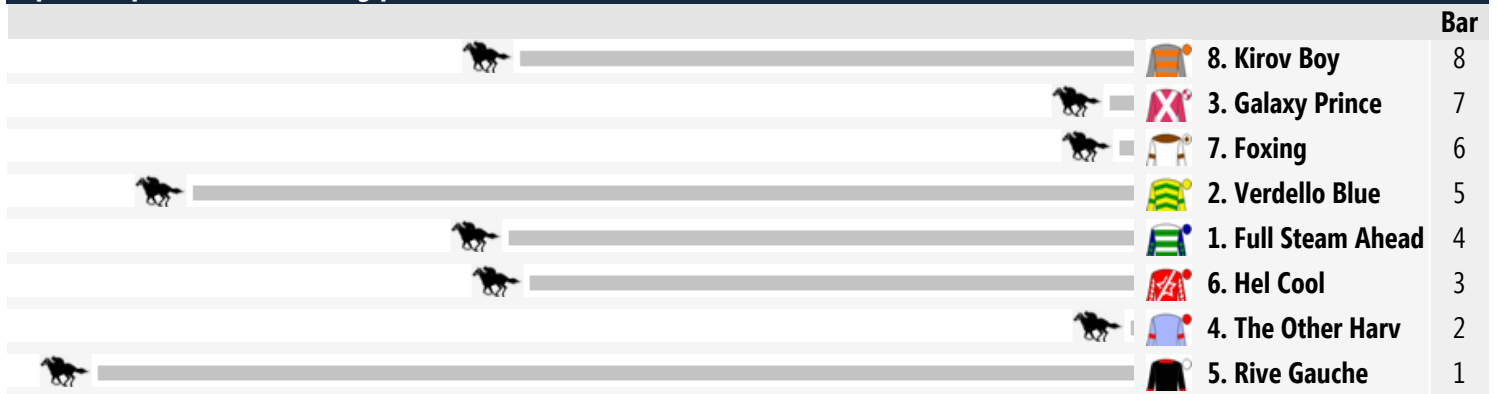 Bar
8. Kirov Boy 8
3. Galaxy Prince 7
7. Foxing 6
2. Verdello Blue 5
1. Full Steam Ahead 4
6. Hel Cool 3
4. The Other Harv 2
5. Rive Gauche 1